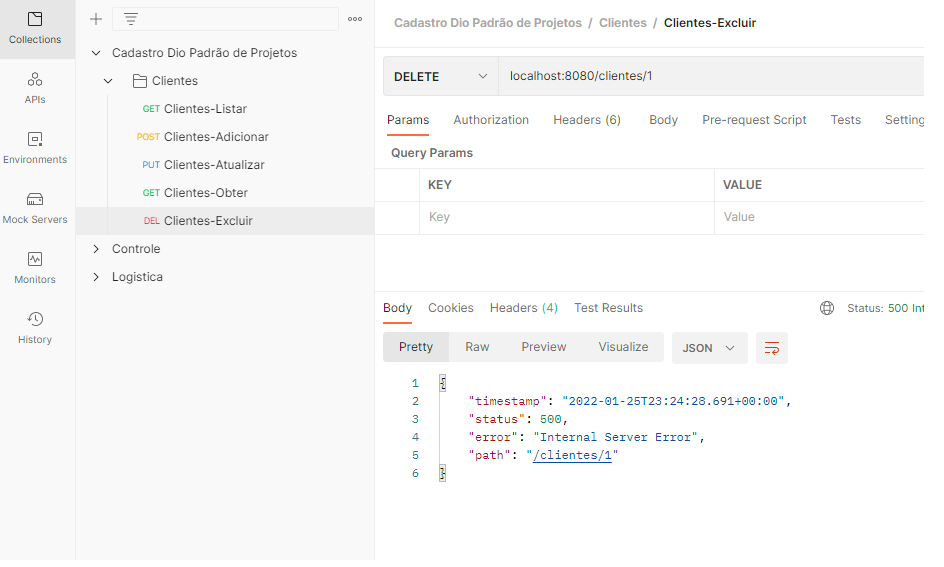 Collections
APIs
Environments
Mock Servers
Monitors
History
Cadastro Dio Padrão de Projetos
Clientes
GET Clientes-Listar
POST Clientes-Adicionar
PUT Clientes-Atualizar
GET Clientes-Obter
DEL Clientes-Excluir
Controle
Logistica
Cadastro Dio Padrão de Projetos / Clientes / Clientes-Excluir
DELETE localhost:8080/clientes/1
Params Authorization Headers (6) Body Pre-request Script Tests Setting
Query Params
KEY VALUE
Key Value
Body Cookies Headers (4) Test Results Status: 500 Int
Pretty Raw Preview Visualize JSON
1 {
2 "timestamp": "2022-01-25T23:24:28.691+00:00",
3 "status": 500,
4 "error": "Internal Server Error",
5 "path": "/clientes/1"
6 }